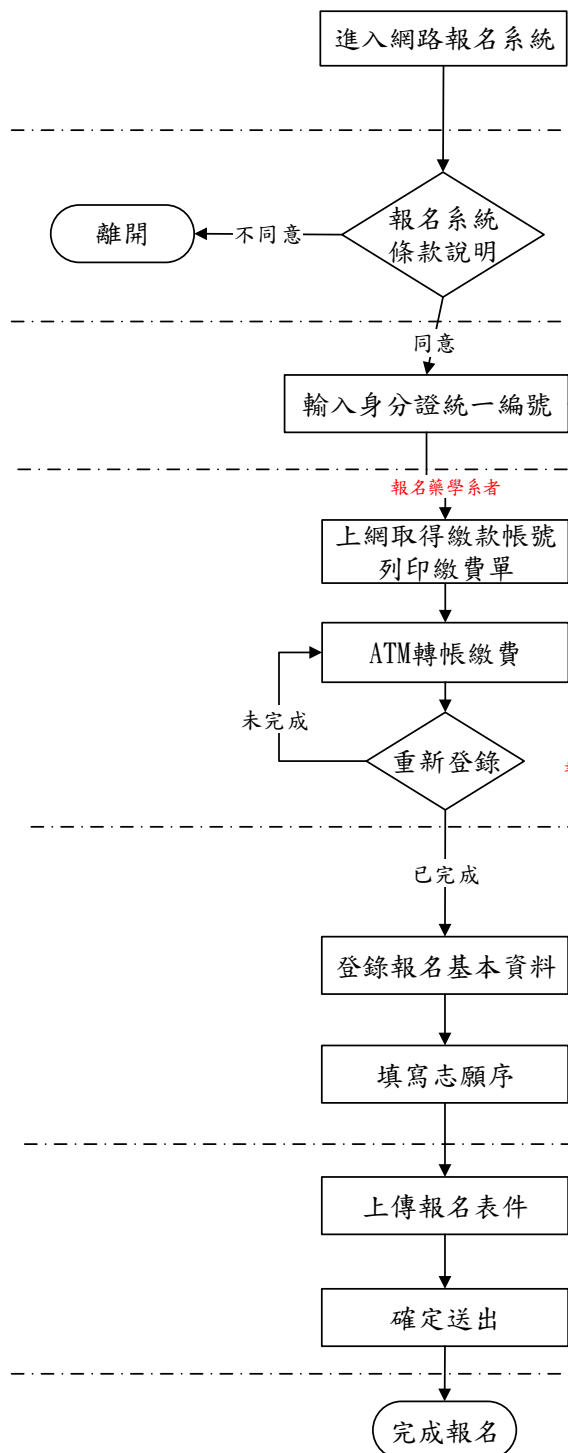 進入網路報名系統
報名系統
條款說明
不同意
離開
同意
輸入身分證統一編號
報名藥學系者
上網取得繳款帳號
列印繳費單
ATM轉帳繳費
未完成
重新登錄
已完成
登錄報名基本資料
填寫志願序
上傳報名表件
確定送出
完成報名